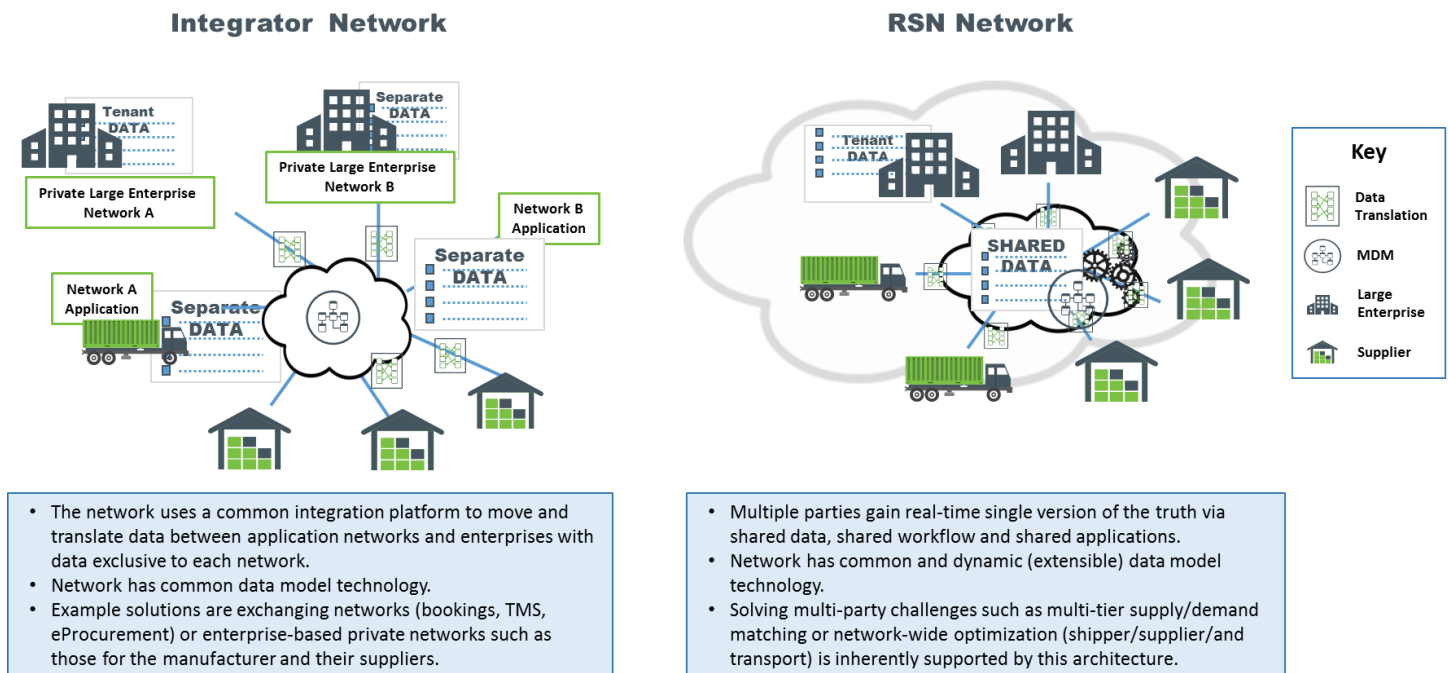 Integrator Network
Tenant
DATA
Private Large Enterprise
Network A
Separate
DATA
Private Large Enterprise
Network B
Network B
Application
Separate
DATA
Network A
Application
Separate
DATA
• The network uses a common integration platform to move and
translate data between application networks and enterprises with
data exclusive to each network.
• Network has common data model technology.
• Example solutions are exchanging networks (bookings, TMS,
eProcurement) or enterprise-based private networks such as
those for the manufacturer and their suppliers.
RSN Network
Tenant
DATA
SHARED
DATA
• Multiple parties gain real-time single version of the truth via
shared data, shared workflow and shared applications.
• Network has common and dynamic (extensible) data model
technology.
• Solving multi-party challenges such as multi-tier supply/demand
matching or network-wide optimization (shipper/supplier/and
transport) is inherently supported by this architecture.
Key
Data
Translation
MDM
Large
Enterprise
Supplier